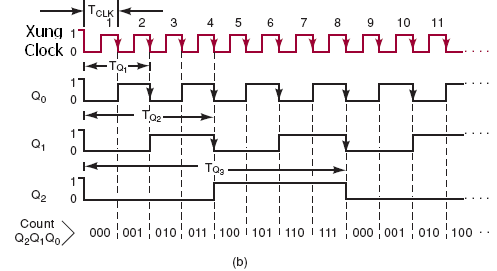 TCLK
1 2 3 4 5 6 7 8 9 10 11
Xung Clock 1 0
TQ1
Q0 1 0
TQ2
Q1 1 0
TQ3
Q2 1 0
Count
Q2Q1Q0 000 001 010 011 100 101 110 111 000 001 010 100
(b)